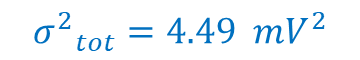 σ²tot = 4.49 mV²